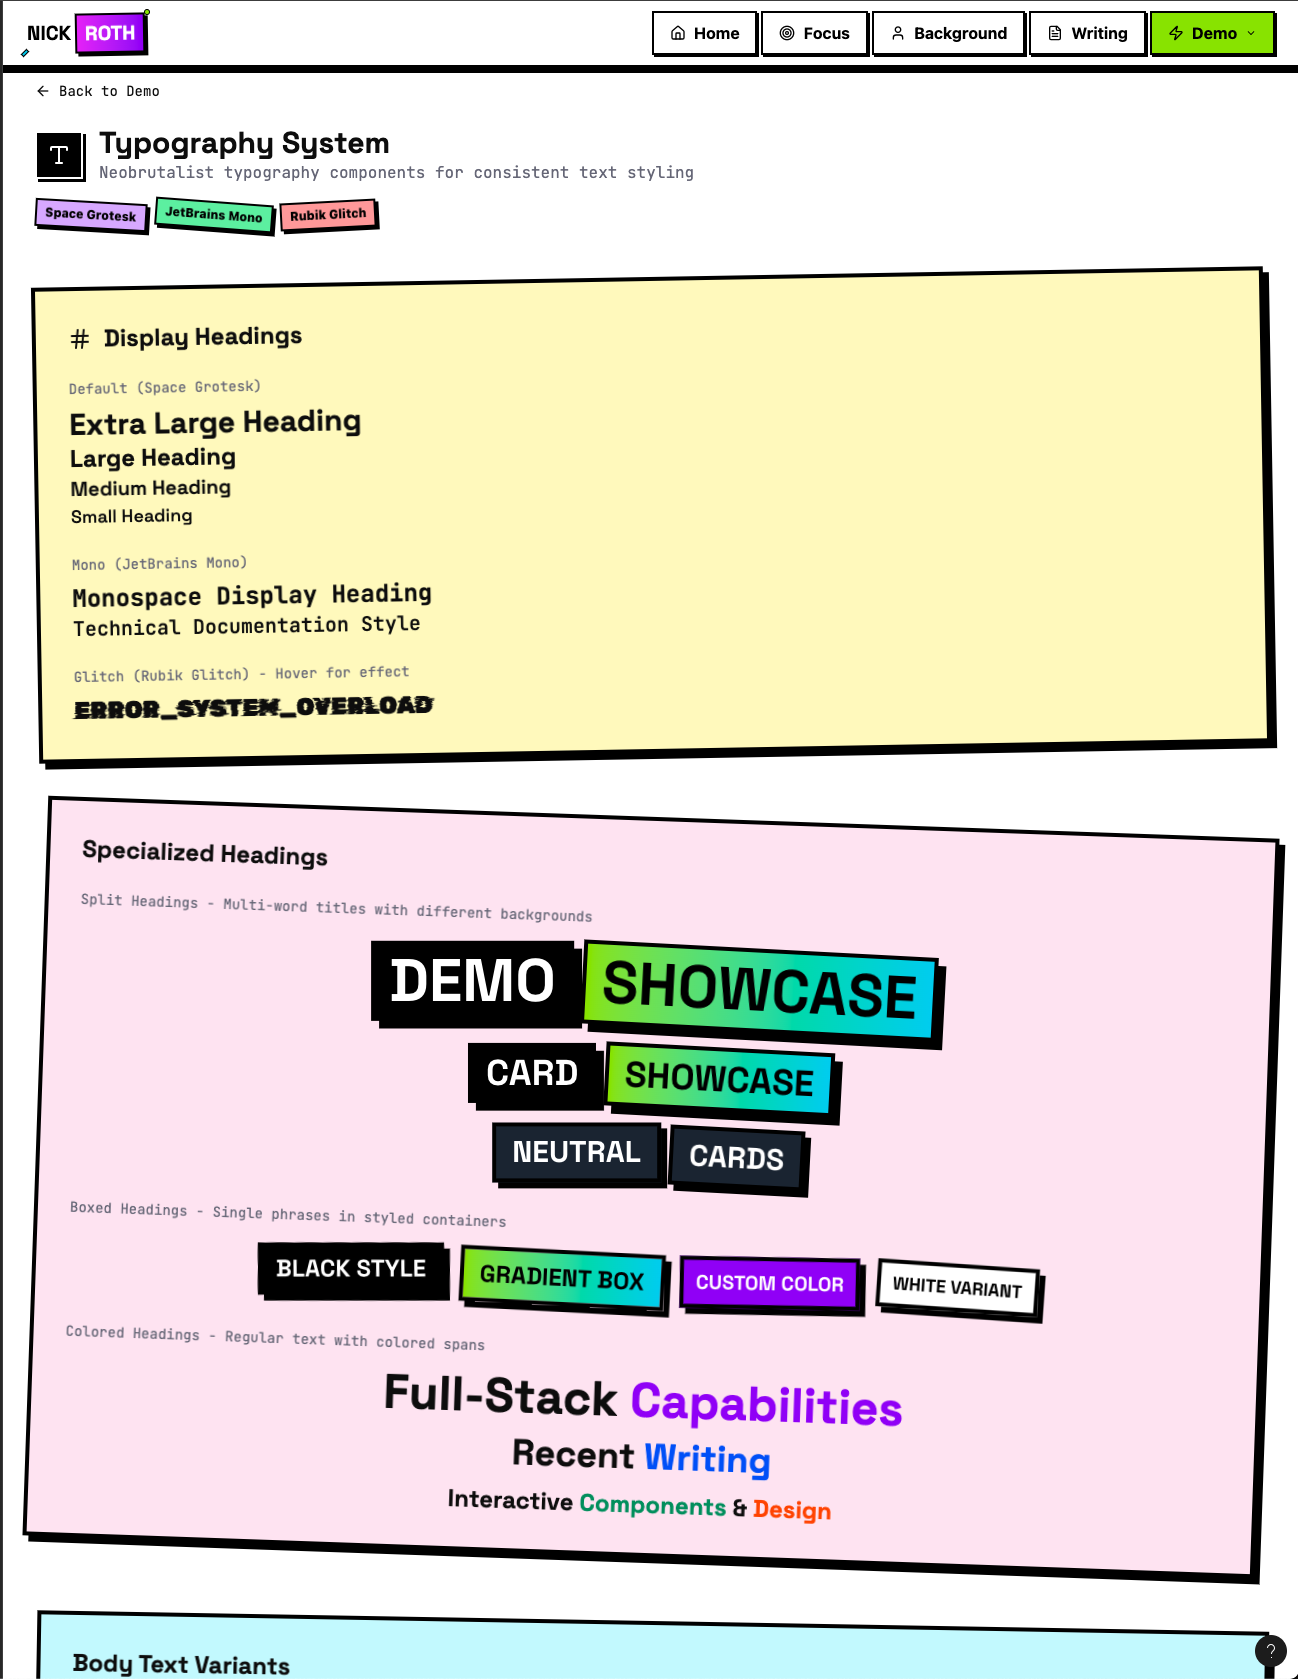 NICK ROTH
Home Focus Background Writing Demo
Back to Demo
T Typography System
Neobrutalist typography components for consistent text styling
Space Grotesk JetBrains Mono Rubik Glitch
# Display Headings
Default (Space Grotesk)
Extra Large Heading
Large Heading
Medium Heading
Small Heading
Mono (JetBrains Mono)
Monospace Display Heading
Technical Documentation Style
Glitch (Rubik Glitch) - Hover for effect
ERROR_SYSTEM_OVERLOAD
Specialized Headings
Split Headings - Multi-word titles with different backgrounds
DEMO SHOWCASE
CARD SHOWCASE
NEUTRAL CARDS
Boxed Headings - Single phrases in styled containers
BLACK STYLE GRADIENT BOX CUSTOM COLOR WHITE VARIANT
Colored Headings - Regular text with colored spans
Full-Stack Capabilities
Recent Writing
Interactive Components & Design
Body Text Variants
?